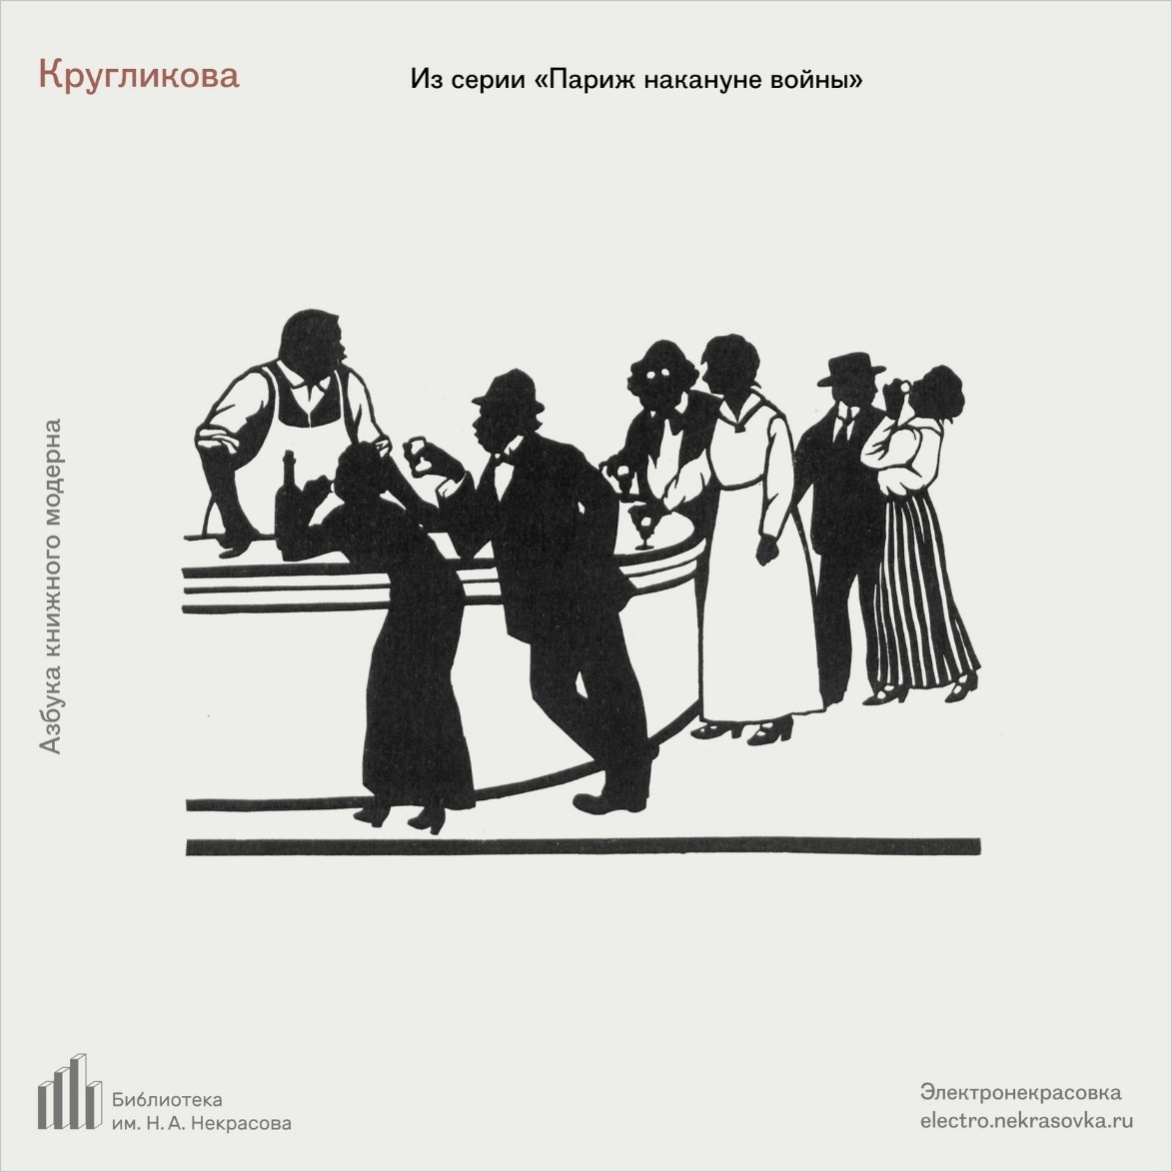 Кругликова
Из серии «Париж накануне войны»
Азбука книжного модерна
Библиотека
им. Н. А. Некрасова
Электронекрасовка
electro.nekrasovka.ru